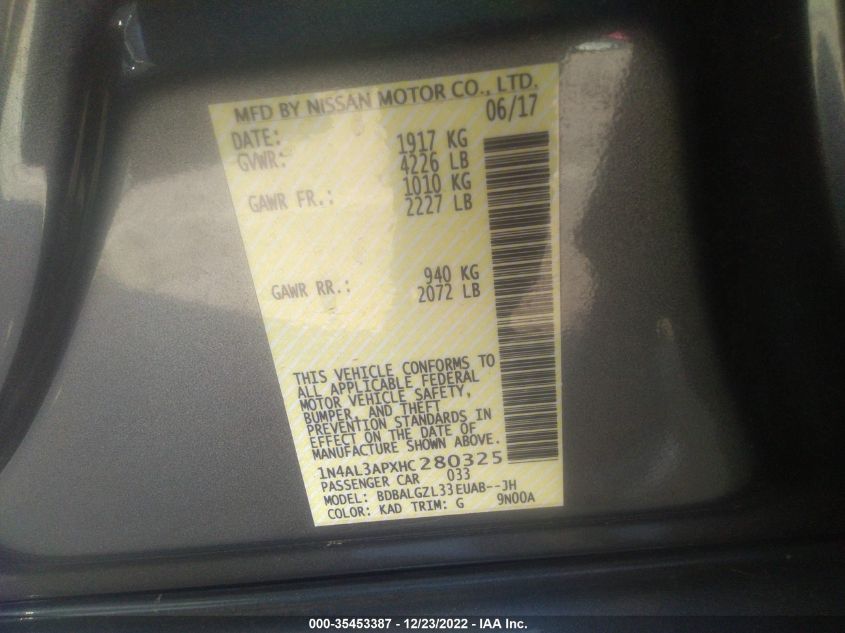 MFD BY NISSAN MOTOR CO., LTD.
DATE: 06/17
GVWR: 1917 KG
4226 LB
GAWR FR.: 1010 KG
2227 LB
GAWR RR.: 940 KG
2072 LB
THIS VEHICLE CONFORMS TO
ALL APPLICABLE FEDERAL
MOTOR VEHICLE SAFETY,
BUMPER, AND THEFT
PREVENTION STANDARDS IN
EFFECT ON THE DATE OF
MANUFACTURE SHOWN ABOVE.
1N4AL3APXHC280325
PASSENGER CAR 033
MODEL: BDBALGZL33EUAB--JH
COLOR: KAD TRIM: G 9N00A
000-35453387 - 12/23/2022 - IAA Inc.